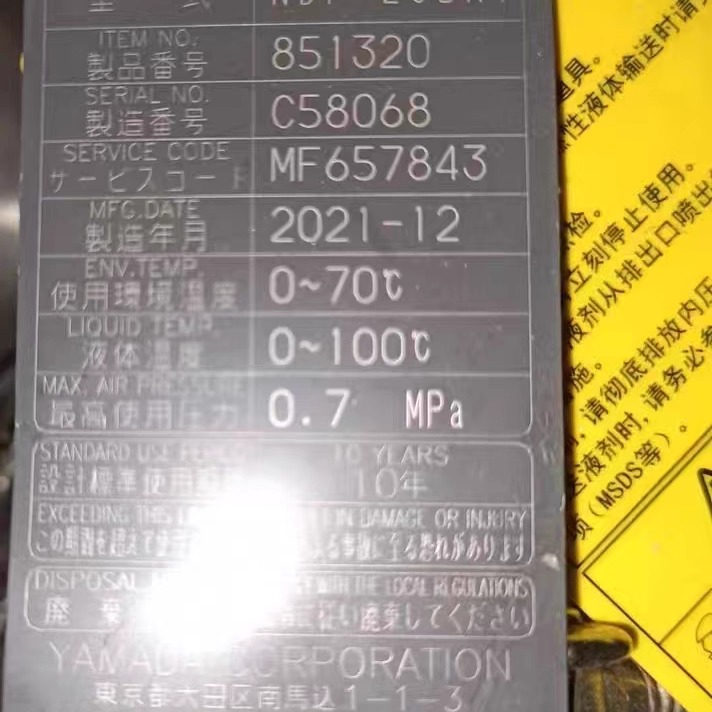 型 式
ITEM NO.
製品番号
851320
SERIAL NO.
製造番号
C58068
SERVICE CODE
サービスコード
MF657843
MFG.DATE
製造年月
2021-12
ENV.TEMP.
使用環境温度
0~70℃
LIQUID TEMP.
液体温度
0~100℃
MAX. AIR PRESSURE
最高使用圧力
0.7 MPa
STANDARD USE
10 YEARS
設計標準使用
10年
EXCEEDING THIS IN DAMAGE OR INJURY
この期間を超えて使 よる事故に至る恐れがあります
DISPOSAL WITH THE LOCAL REGULATIONS
廃棄 に従い廃棄してください
YAMADA CORPORATION
東京都大田区南馬込1-1-3
道具。
性液体输送时请
检。
立刻停止使用。
液剂从排出口喷出
施。
请彻底排放内压
液剂时,请务必参
项(MSDS等)。